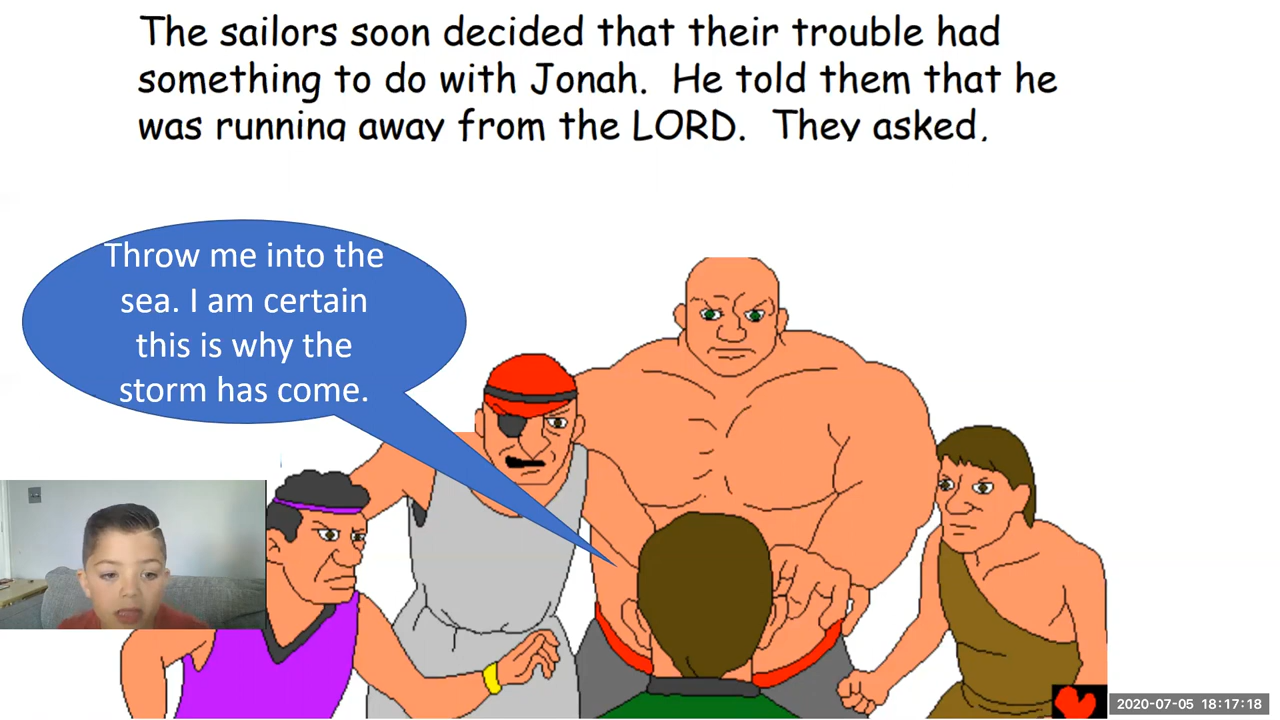 The sailors soon decided that their trouble had
something to do with Jonah. He told them that he
was running away from the LORD. They asked,
Throw me into the
sea. I am certain
this is why the
storm has come.
2020-07-05 18:17:18